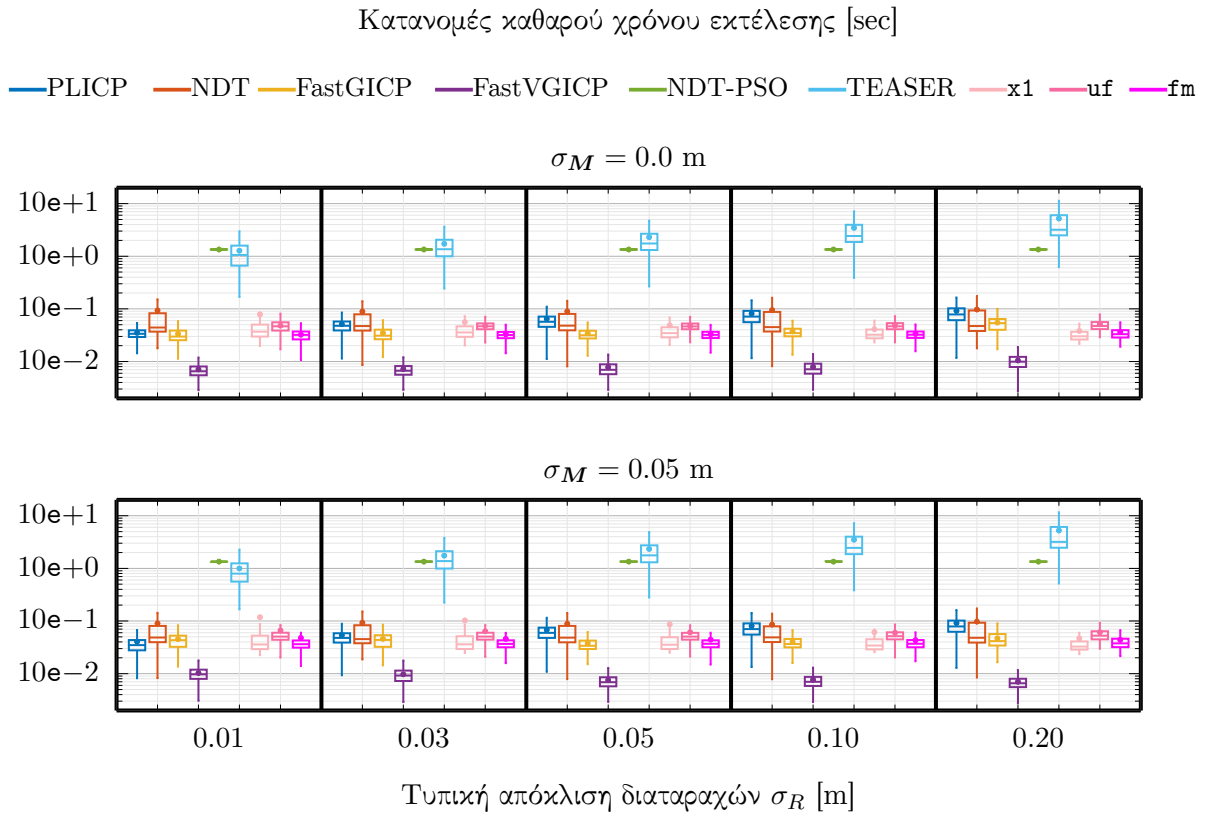 Κατανομές καθαρού χρόνου εκτέλεσης [sec]
PLICP NDT FastGICP FastVGICP NDT-PSO TEASER x1 uf fm
σ_M = 0.0 m
10e+1
10e+0
10e−1
10e−2
σ_M = 0.05 m
10e+1
10e+0
10e−1
10e−2
0.01 0.03 0.05 0.10 0.20
Τυπική απόκλιση διαταραχών σ_R [m]